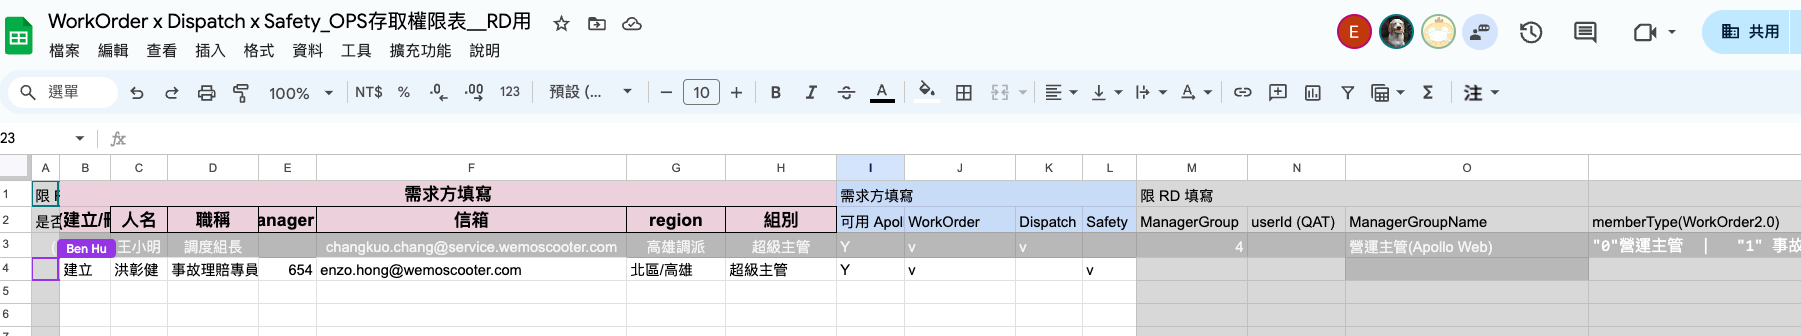 WorkOrder x Dispatch x Safety_OPS存取權限表__RD用
檔案 編輯 查看 插入 格式 資料 工具 擴充功能 說明
E
共用
選單 100% NT$ % .0 .00 123 預設 (... 10 B I A Σ 注
23 fx
A B C D E F G H I J K L M N O
1 限 需求方填寫 需求方填寫 限 RD 填寫
2 是否 建立/ 人名 職稱 anager 信箱 region 組別 可用 Apol WorkOrder Dispatch Safety ManagerGroup userId (QAT) ManagerGroupName memberType(WorkOrder2.0)
3 ( Ben Hu 王小明 調度組長 changkuo.chang@service.wemoscooter.com 高雄調派 超級主管 Y v v 4 營運主管(Apollo Web) "0"營運主管 | "1" 事故
4 建立 洪彰健 事故理賠專員 654 enzo.hong@wemoscooter.com 北區/高雄 超級主管 Y v v
5
6